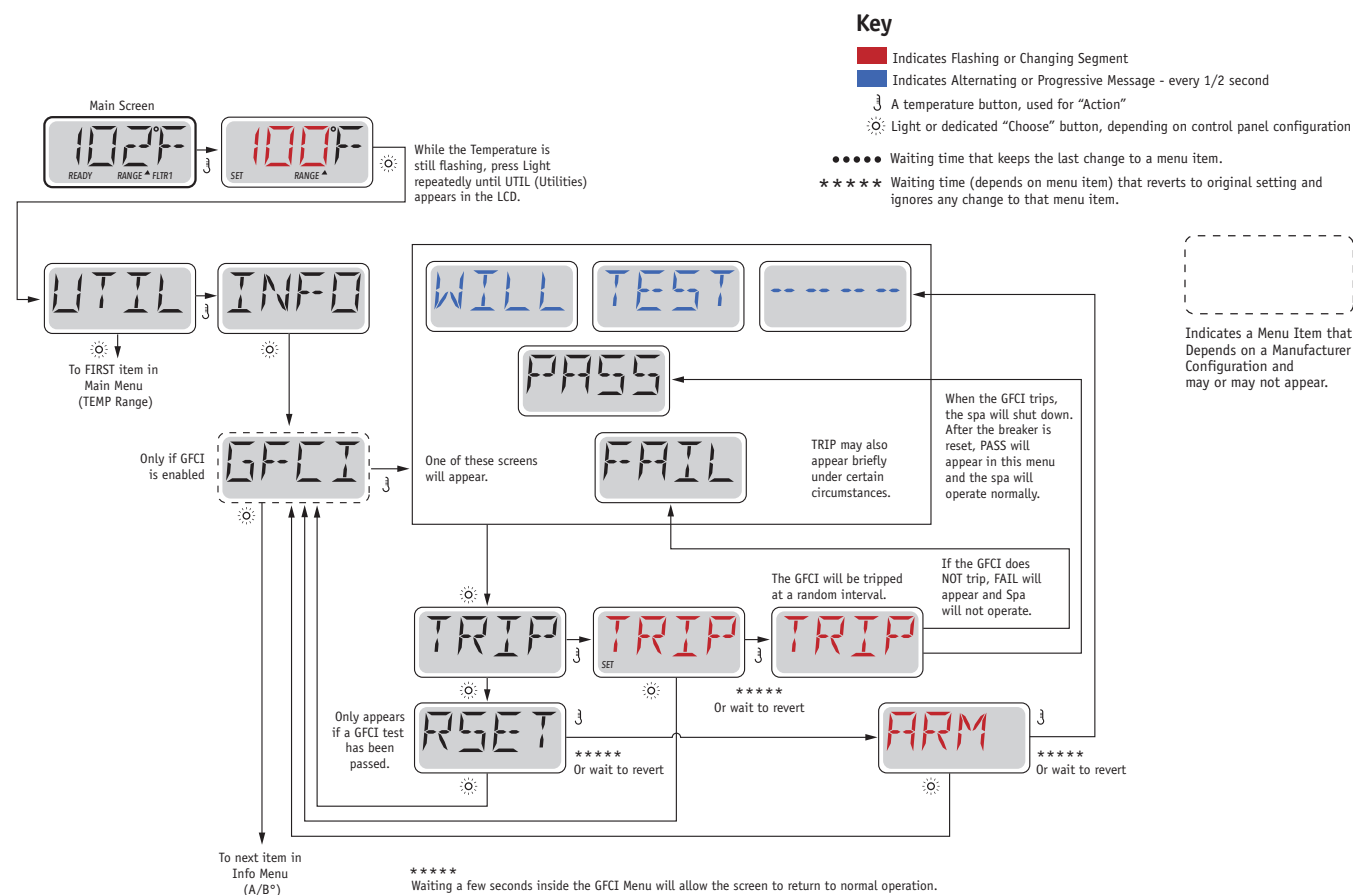 Key
Indicates Flashing or Changing Segment
Indicates Alternating or Progressive Message - every 1/2 second
A temperature button, used for “Action”
Light or dedicated “Choose” button, depending on control panel configuration
••••• Waiting time that keeps the last change to a menu item.
***** Waiting time (depends on menu item) that reverts to original setting and
ignores any change to that menu item.
Main Screen
102°F
READY RANGE FLTR1
100°F
SET RANGE
While the Temperature is
still flashing, press Light
repeatedly until UTIL (Utilities)
appears in the LCD.
Indicates a Menu Item that
Depends on a Manufacturer
Configuration and
may or may not appear.
UTIL
INFO
To FIRST item in
Main Menu
(TEMP Range)
WILL
TEST
-- -- -- --
PASS
FAIL
One of these screens
will appear.
TRIP may also
appear briefly
under certain
circumstances.
When the GFCI trips,
the spa will shut down.
After the breaker is
reset, PASS will
appear in this menu
and the spa will
operate normally.
Only if GFCI
is enabled
GFCI
If the GFCI does
NOT trip, FAIL will
appear and Spa
will not operate.
The GFCI will be tripped
at a random interval.
TRIP
TRIP
SET
TRIP
*****
Or wait to revert
Only appears
if a GFCI test
has been
passed.
RSET
*****
Or wait to revert
ARM
*****
Or wait to revert
To next item in
Info Menu
(A/B°)
*****
Waiting a few seconds inside the GFCI Menu will allow the screen to return to normal operation.